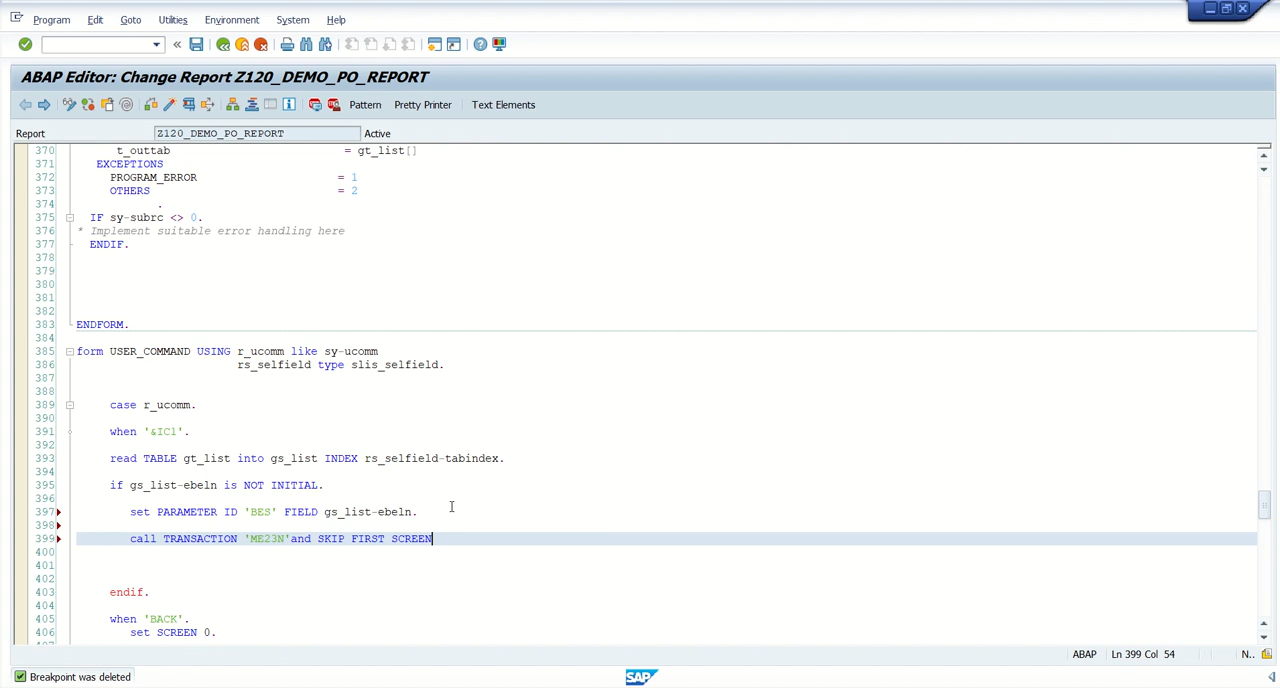 Program Edit Goto Utilities Environment System Help
ABAP Editor: Change Report Z120_DEMO_PO_REPORT
Pattern Pretty Printer Text Elements
Report Z120_DEMO_PO_REPORT Active
370 t_outtab = gt_list[]
371 EXCEPTIONS
372 PROGRAM_ERROR = 1
373 OTHERS = 2
374 .
375 IF sy-subrc <> 0.
376 * Implement suitable error handling here
377 ENDIF.
378
379
380
381
382
383 ENDFORM.
384
385 form USER_COMMAND USING r_ucomm like sy-ucomm
386 rs_selfield type slis_selfield.
387
388
389 case r_ucomm.
390
391 when '&IC1'.
392
393 read TABLE gt_list into gs_list INDEX rs_selfield-tabindex.
394
395 if gs_list-ebeln is NOT INITIAL.
396
397 set PARAMETER ID 'BES' FIELD gs_list-ebeln.
398
399 call TRANSACTION 'ME23N'and SKIP FIRST SCREEN
400
401
402
403 endif.
404
405 when 'BACK'.
406 set SCREEN 0.
ABAP Ln 399 Col 54 N..
Breakpoint was deleted
SAP